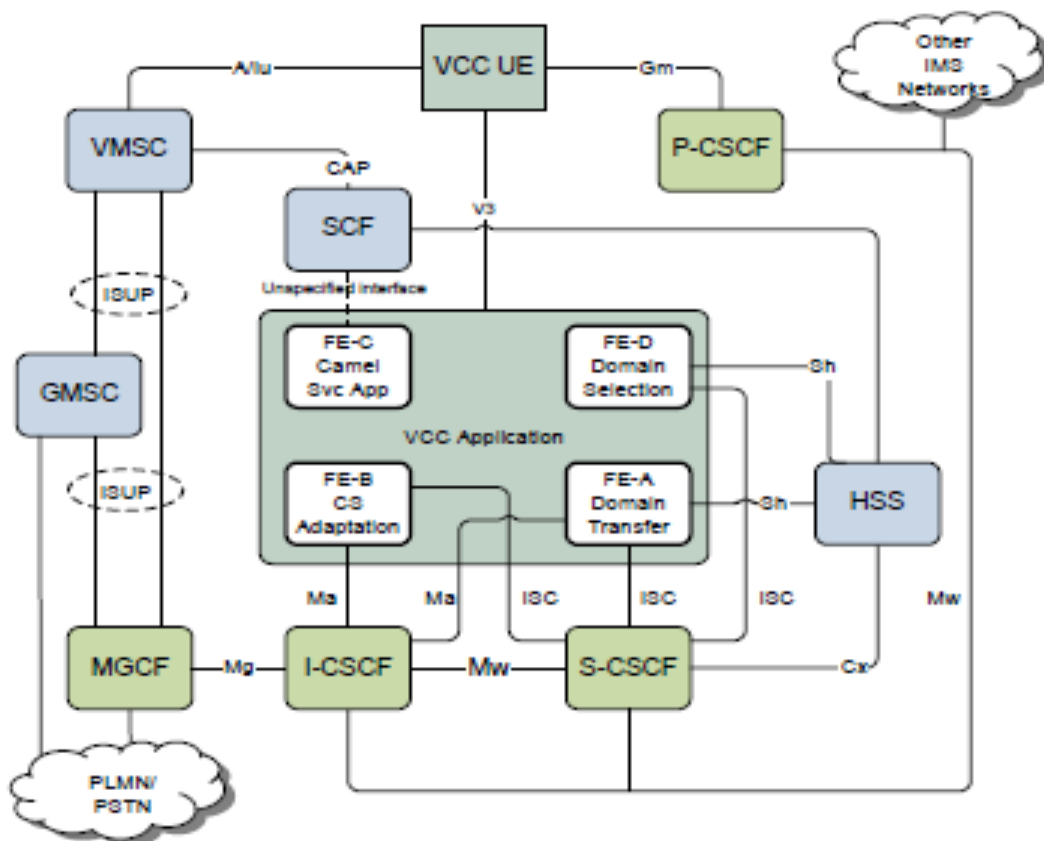 Other
IMS
Networks
A/Iu
VCC UE
Gm
VMSC
P-CSCF
CAP
SCF
V3
Unspecified interface
ISUP
FE-C
Camel
Svc App
FE-D
Domain
Selection
GMSC
Sh
VCC Application
FE-B
CS
Adaptation
FE-A
Domain
Transfer
ISUP
Sh
HSS
Ma
Ma
ISC
ISC
ISC
Mw
MGCF
Mg
I-CSCF
Mw
S-CSCF
Cx
PLMN/
PSTN